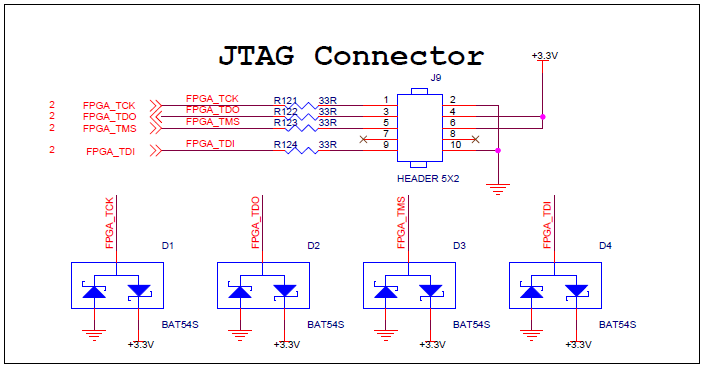 JTAG Connector
+3.3V
J9
2 FPGA_TCK FPGA_TCK R121 33R 1 2
2 FPGA_TDO FPGA_TDO R122 33R 3 4
2 FPGA_TMS FPGA_TMS R123 33R 5 6
7 8
2 FPGA_TDI FPGA_TDI R124 33R 9 10
HEADER 5X2
FPGA_TCK FPGA_TDO FPGA_TMS FPGA_TDI
D1 D2 D3 D4
BAT54S BAT54S BAT54S BAT54S
+3.3V +3.3V +3.3V +3.3V